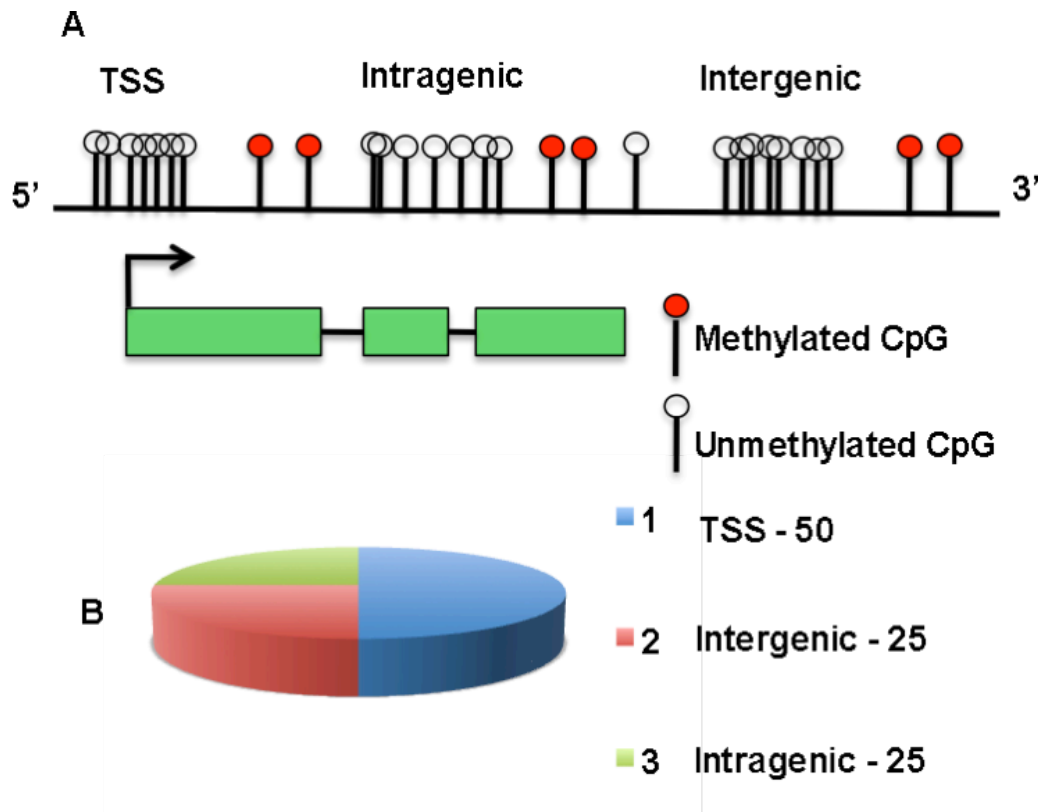 A
TSS
Intragenic
Intergenic
5’
3’
Methylated CpG
Unmethylated CpG
B
1 TSS - 50
2 Intergenic - 25
3 Intragenic - 25